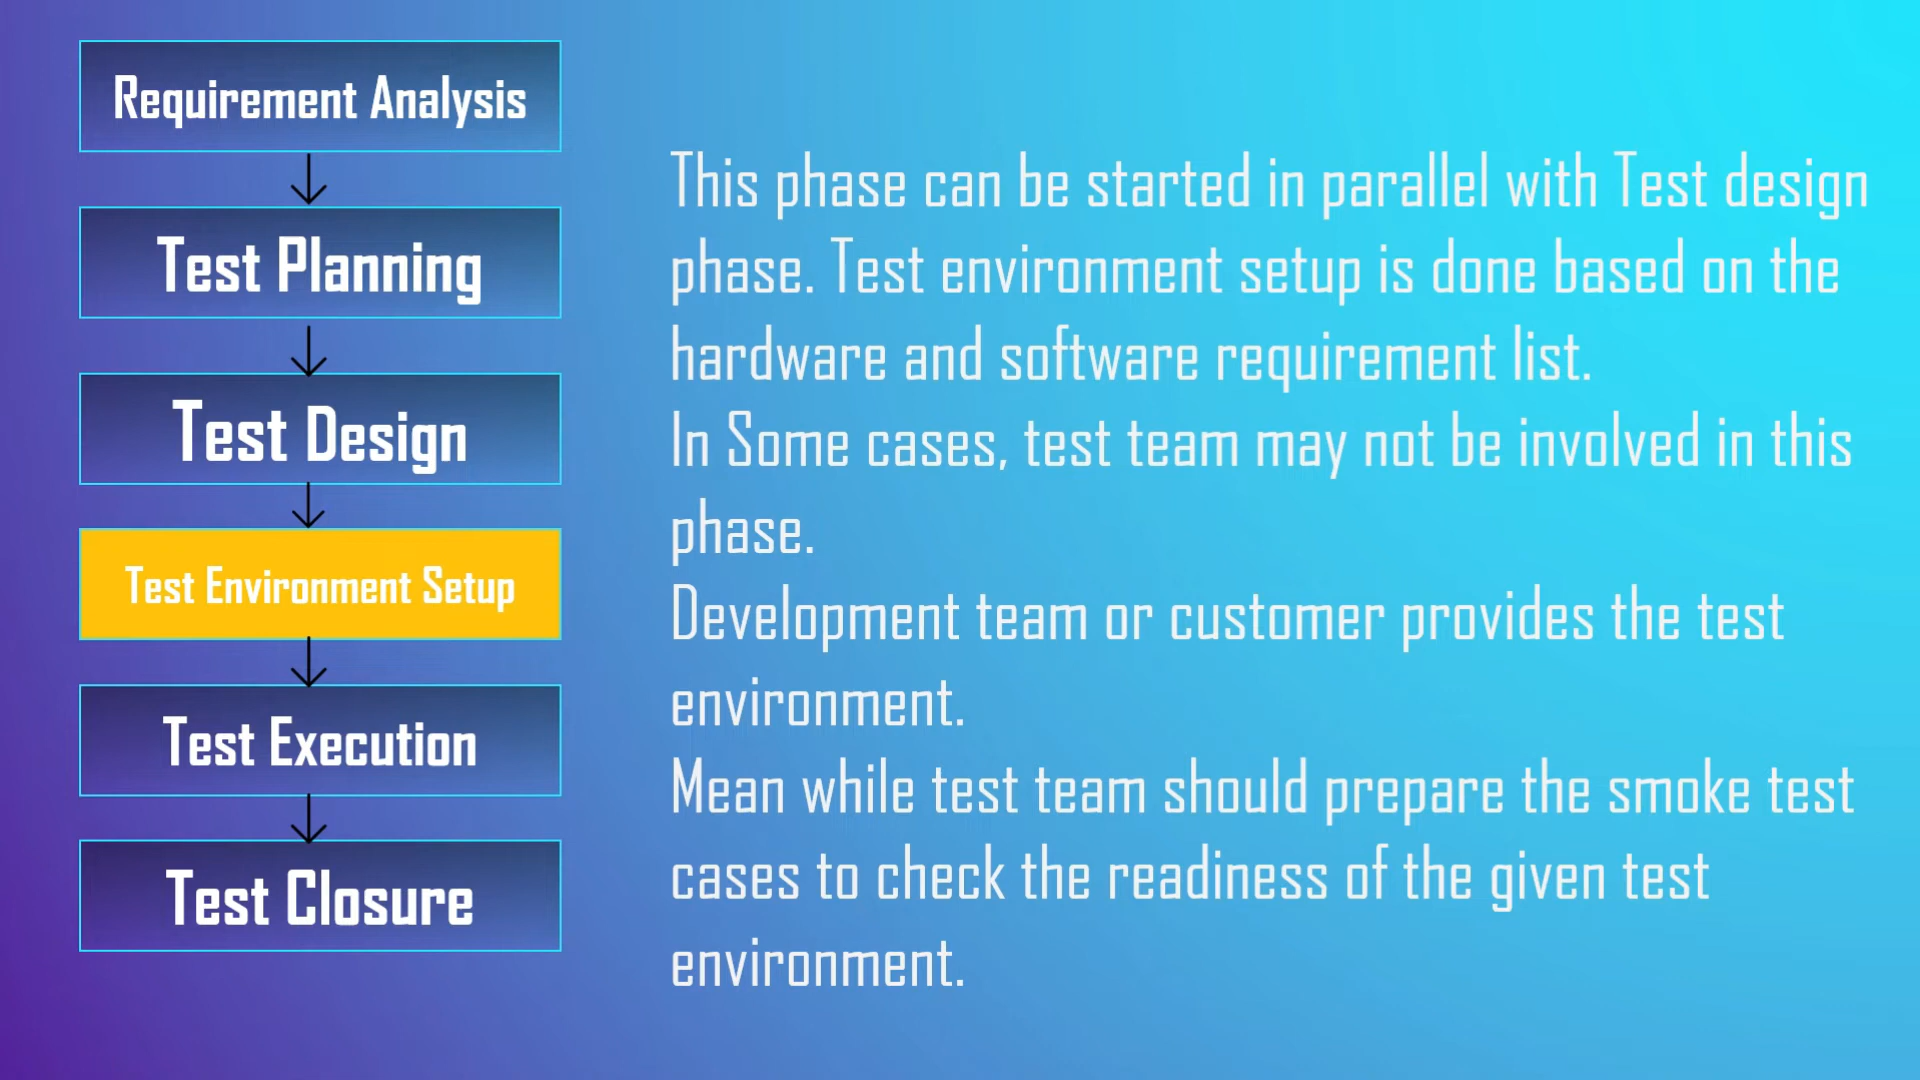 Requirement Analysis
Test Planning
Test Design
Test Environment Setup
Test Execution
Test Closure
This phase can be started in parallel with Test design
phase. Test environment setup is done based on the
hardware and software requirement list.
In Some cases, test team may not be involved in this
phase.
Development team or customer provides the test
environment.
Mean while test team should prepare the smoke test
cases to check the readiness of the given test
environment.